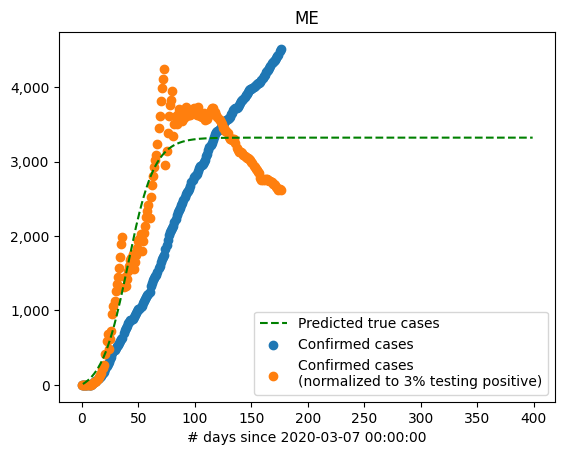 ME
4,000
3,000
2,000
1,000
0
Predicted true cases
Confirmed cases
Confirmed cases
(normalized to 3% testing positive)
0 50 100 150 200 250 300 350 400
# days since 2020-03-07 00:00:00